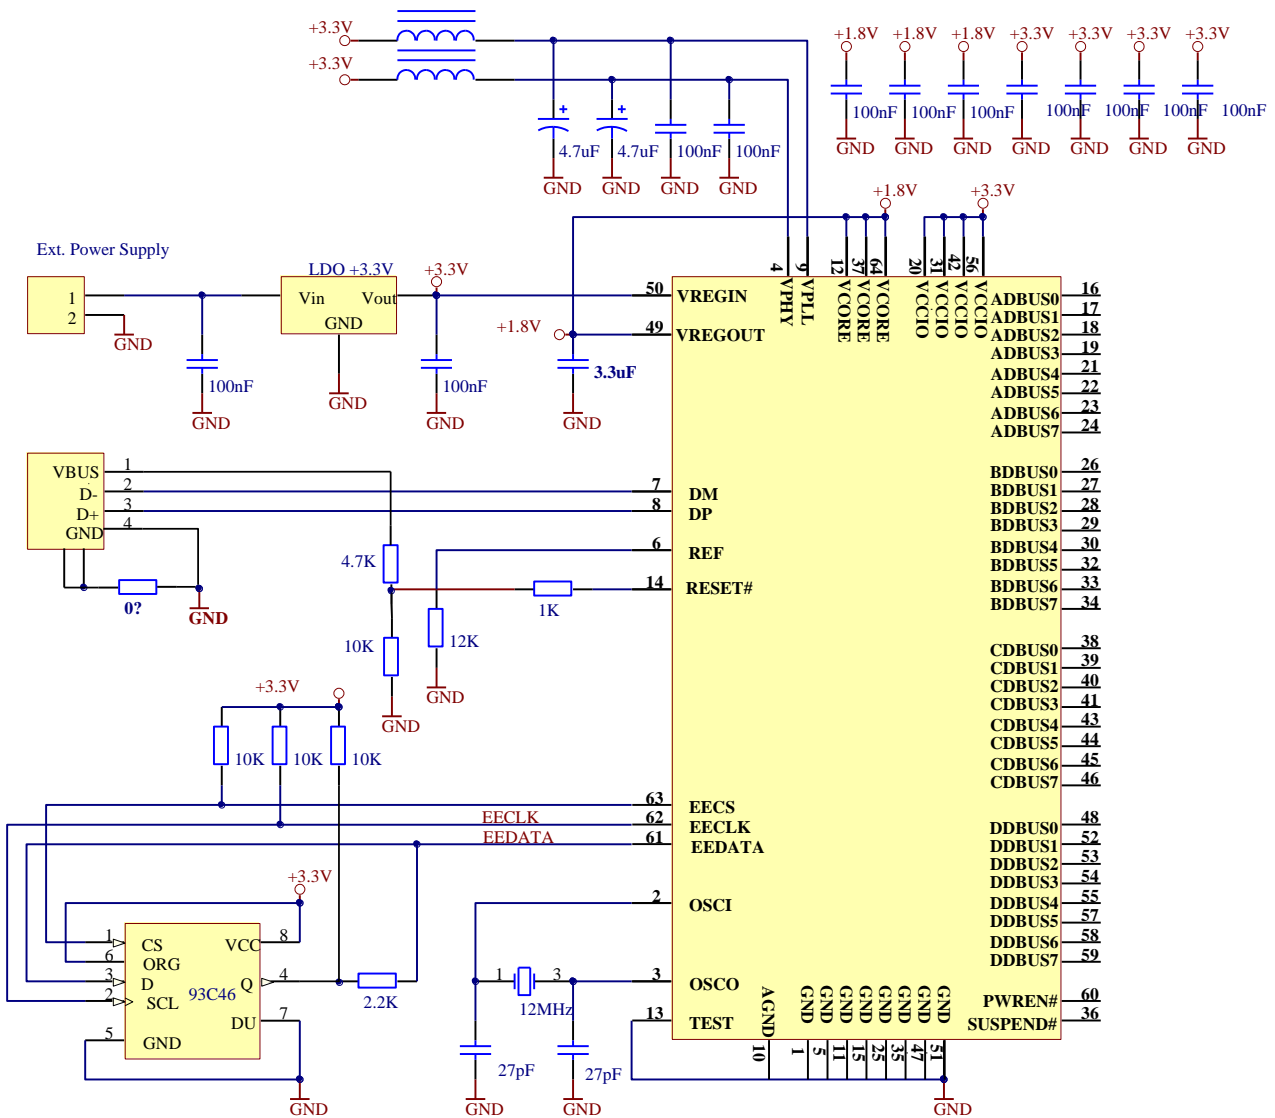 +3.3V
+3.3V
4.7uF
4.7uF
100nF
100nF
GND
GND
GND
GND
+1.8V
+1.8V
+1.8V
+3.3V
+3.3V
+3.3V
+3.3V
100nF
100nF
100nF
100nF
100nF
100nF
100nF
GND
GND
GND
GND
GND
GND
GND
+1.8V
+3.3V
Ext. Power Supply
1
2
GND
100nF
GND
LDO +3.3V
Vin
Vout
GND
GND
+3.3V
100nF
GND
+1.8V
3.3uF
GND
50
VREGIN
49
VREGOUT
4
VPHY
9
VPLL
12
VCORE
37
VCORE
64
VCORE
20
VCCIO
31
VCCIO
42
VCCIO
56
VCCIO
VBUS
1
D-
2
D+
3
GND
4
0?
GND
4.7K
10K
GND
12K
GND
1K
7
DM
8
DP
6
REF
14
RESET#
+3.3V
10K
10K
10K
63
EECS
EECLK
62
EECLK
EEDATA
61
EEDATA
+3.3V
1
CS
6
ORG
3
D
2
SCL
5
GND
93C46
VCC
8
Q
4
DU
7
GND
2.2K
2
OSCI
1
3
12MHz
3
OSCO
13
TEST
27pF
27pF
GND
GND
AGND
10
GND
1
GND
5
GND
11
GND
15
GND
25
GND
35
GND
47
GND
51
GND
ADBUS0
16
ADBUS1
17
ADBUS2
18
ADBUS3
19
ADBUS4
21
ADBUS5
22
ADBUS6
23
ADBUS7
24
BDBUS0
26
BDBUS1
27
BDBUS2
28
BDBUS3
29
BDBUS4
30
BDBUS5
32
BDBUS6
33
BDBUS7
34
CDBUS0
38
CDBUS1
39
CDBUS2
40
CDBUS3
41
CDBUS4
43
CDBUS5
44
CDBUS6
45
CDBUS7
46
DDBUS0
48
DDBUS1
52
DDBUS2
53
DDBUS3
54
DDBUS4
55
DDBUS5
57
DDBUS6
58
DDBUS7
59
PWREN#
60
SUSPEND#
36